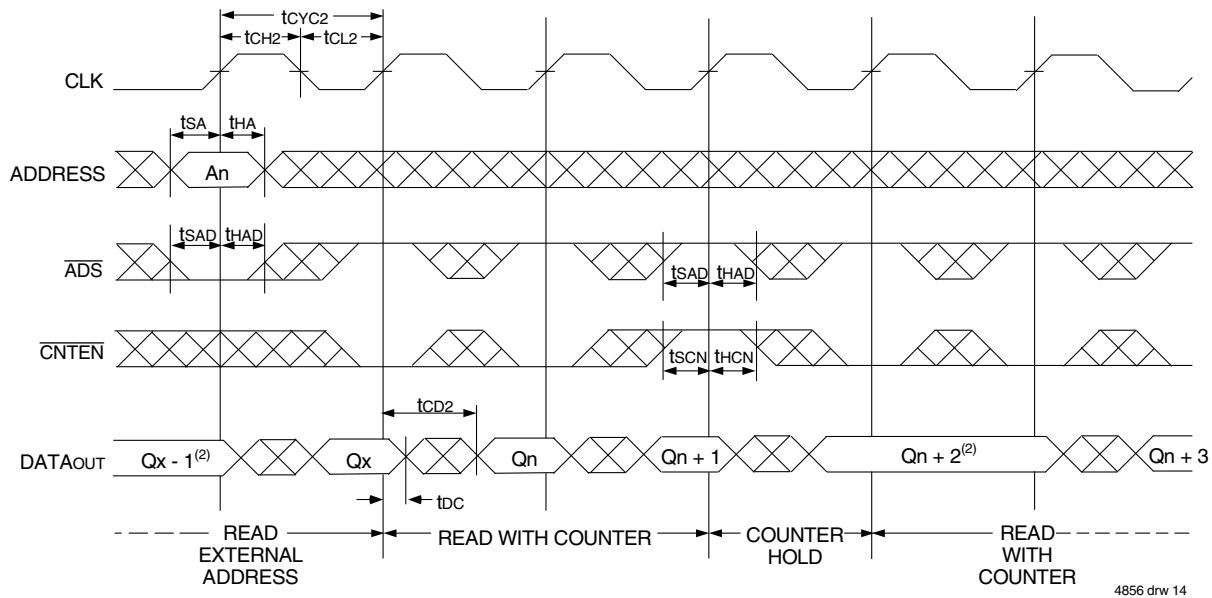 tCYC2
tCH2 tCL2
CLK
tSA tHA
ADDRESS An
tSAD tHAD
ADS tSAD tHAD
CNTEN tSCN tHCN
tCD2
DATAOUT Qx - 1(2) Qx Qn Qn + 1 Qn + 2(2) Qn + 3
tDC
READ EXTERNAL ADDRESS
READ WITH COUNTER
COUNTER HOLD
READ WITH COUNTER
4856 drw 14